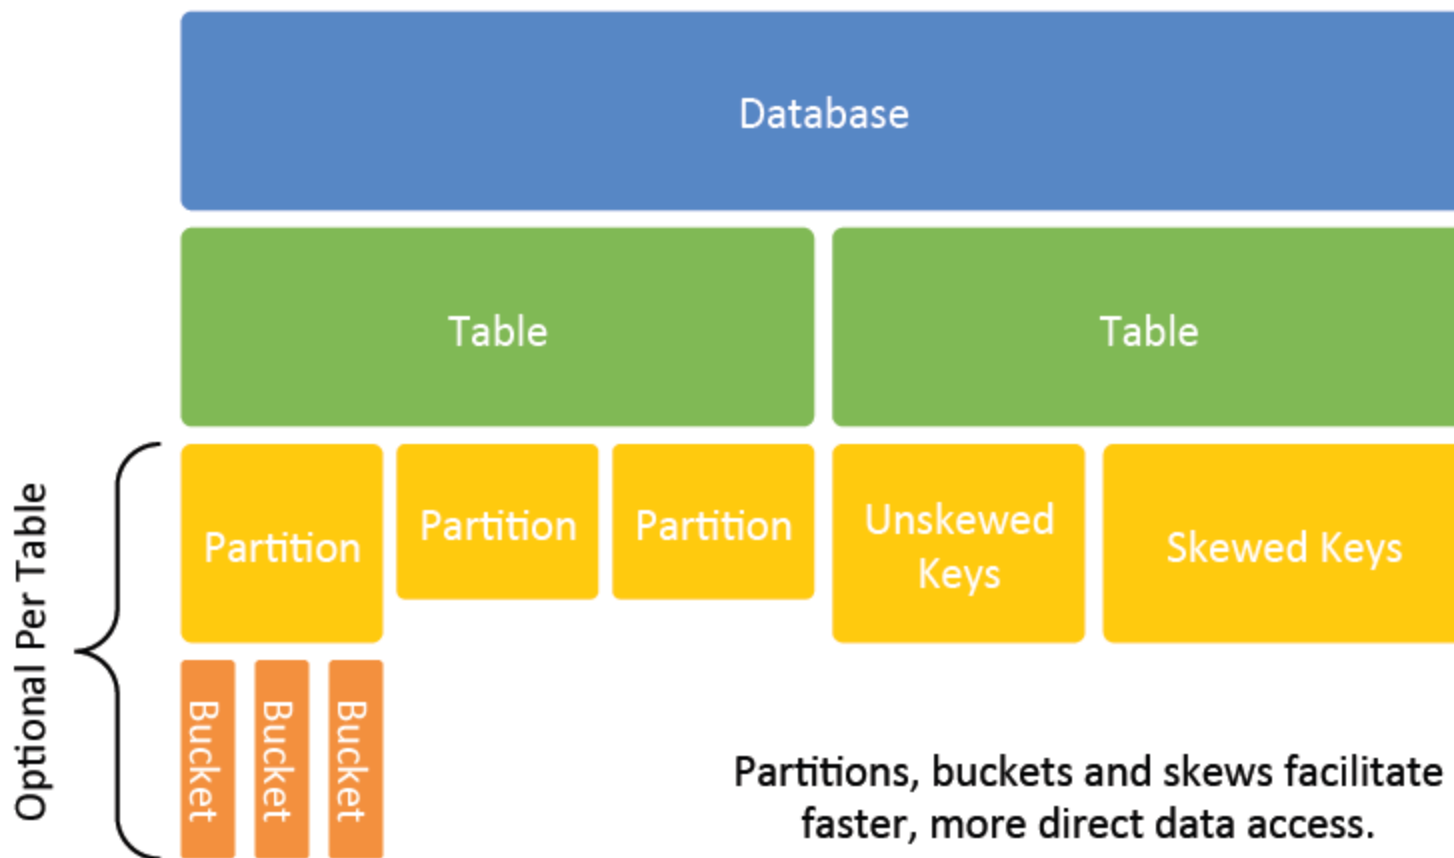 Database
Table
Table
Optional Per Table
Partition
Partition
Partition
Unskewed
Keys
Skewed Keys
Bucket
Bucket
Bucket
Partitions, buckets and skews facilitate
faster, more direct data access.